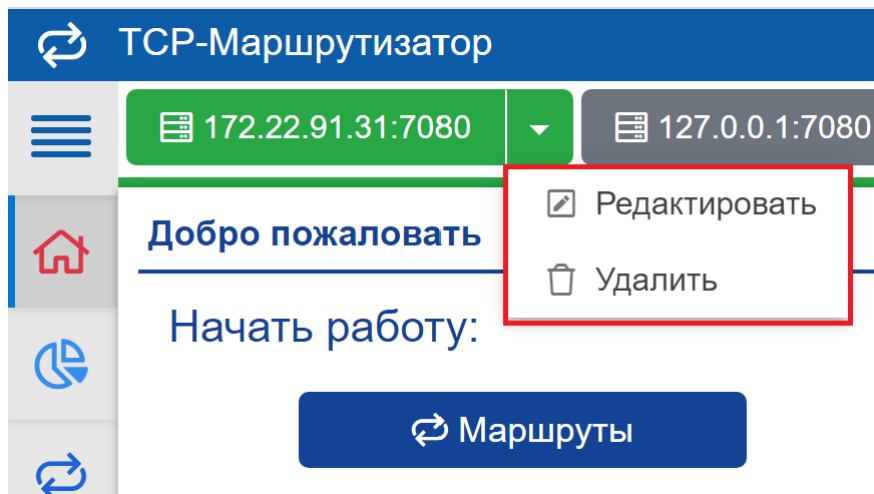 TCP-Маршрутизатор
172.22.91.31:7080
127.0.0.1:7080
Редактировать
Добро пожаловать
Удалить
Начать работу:
Маршруты